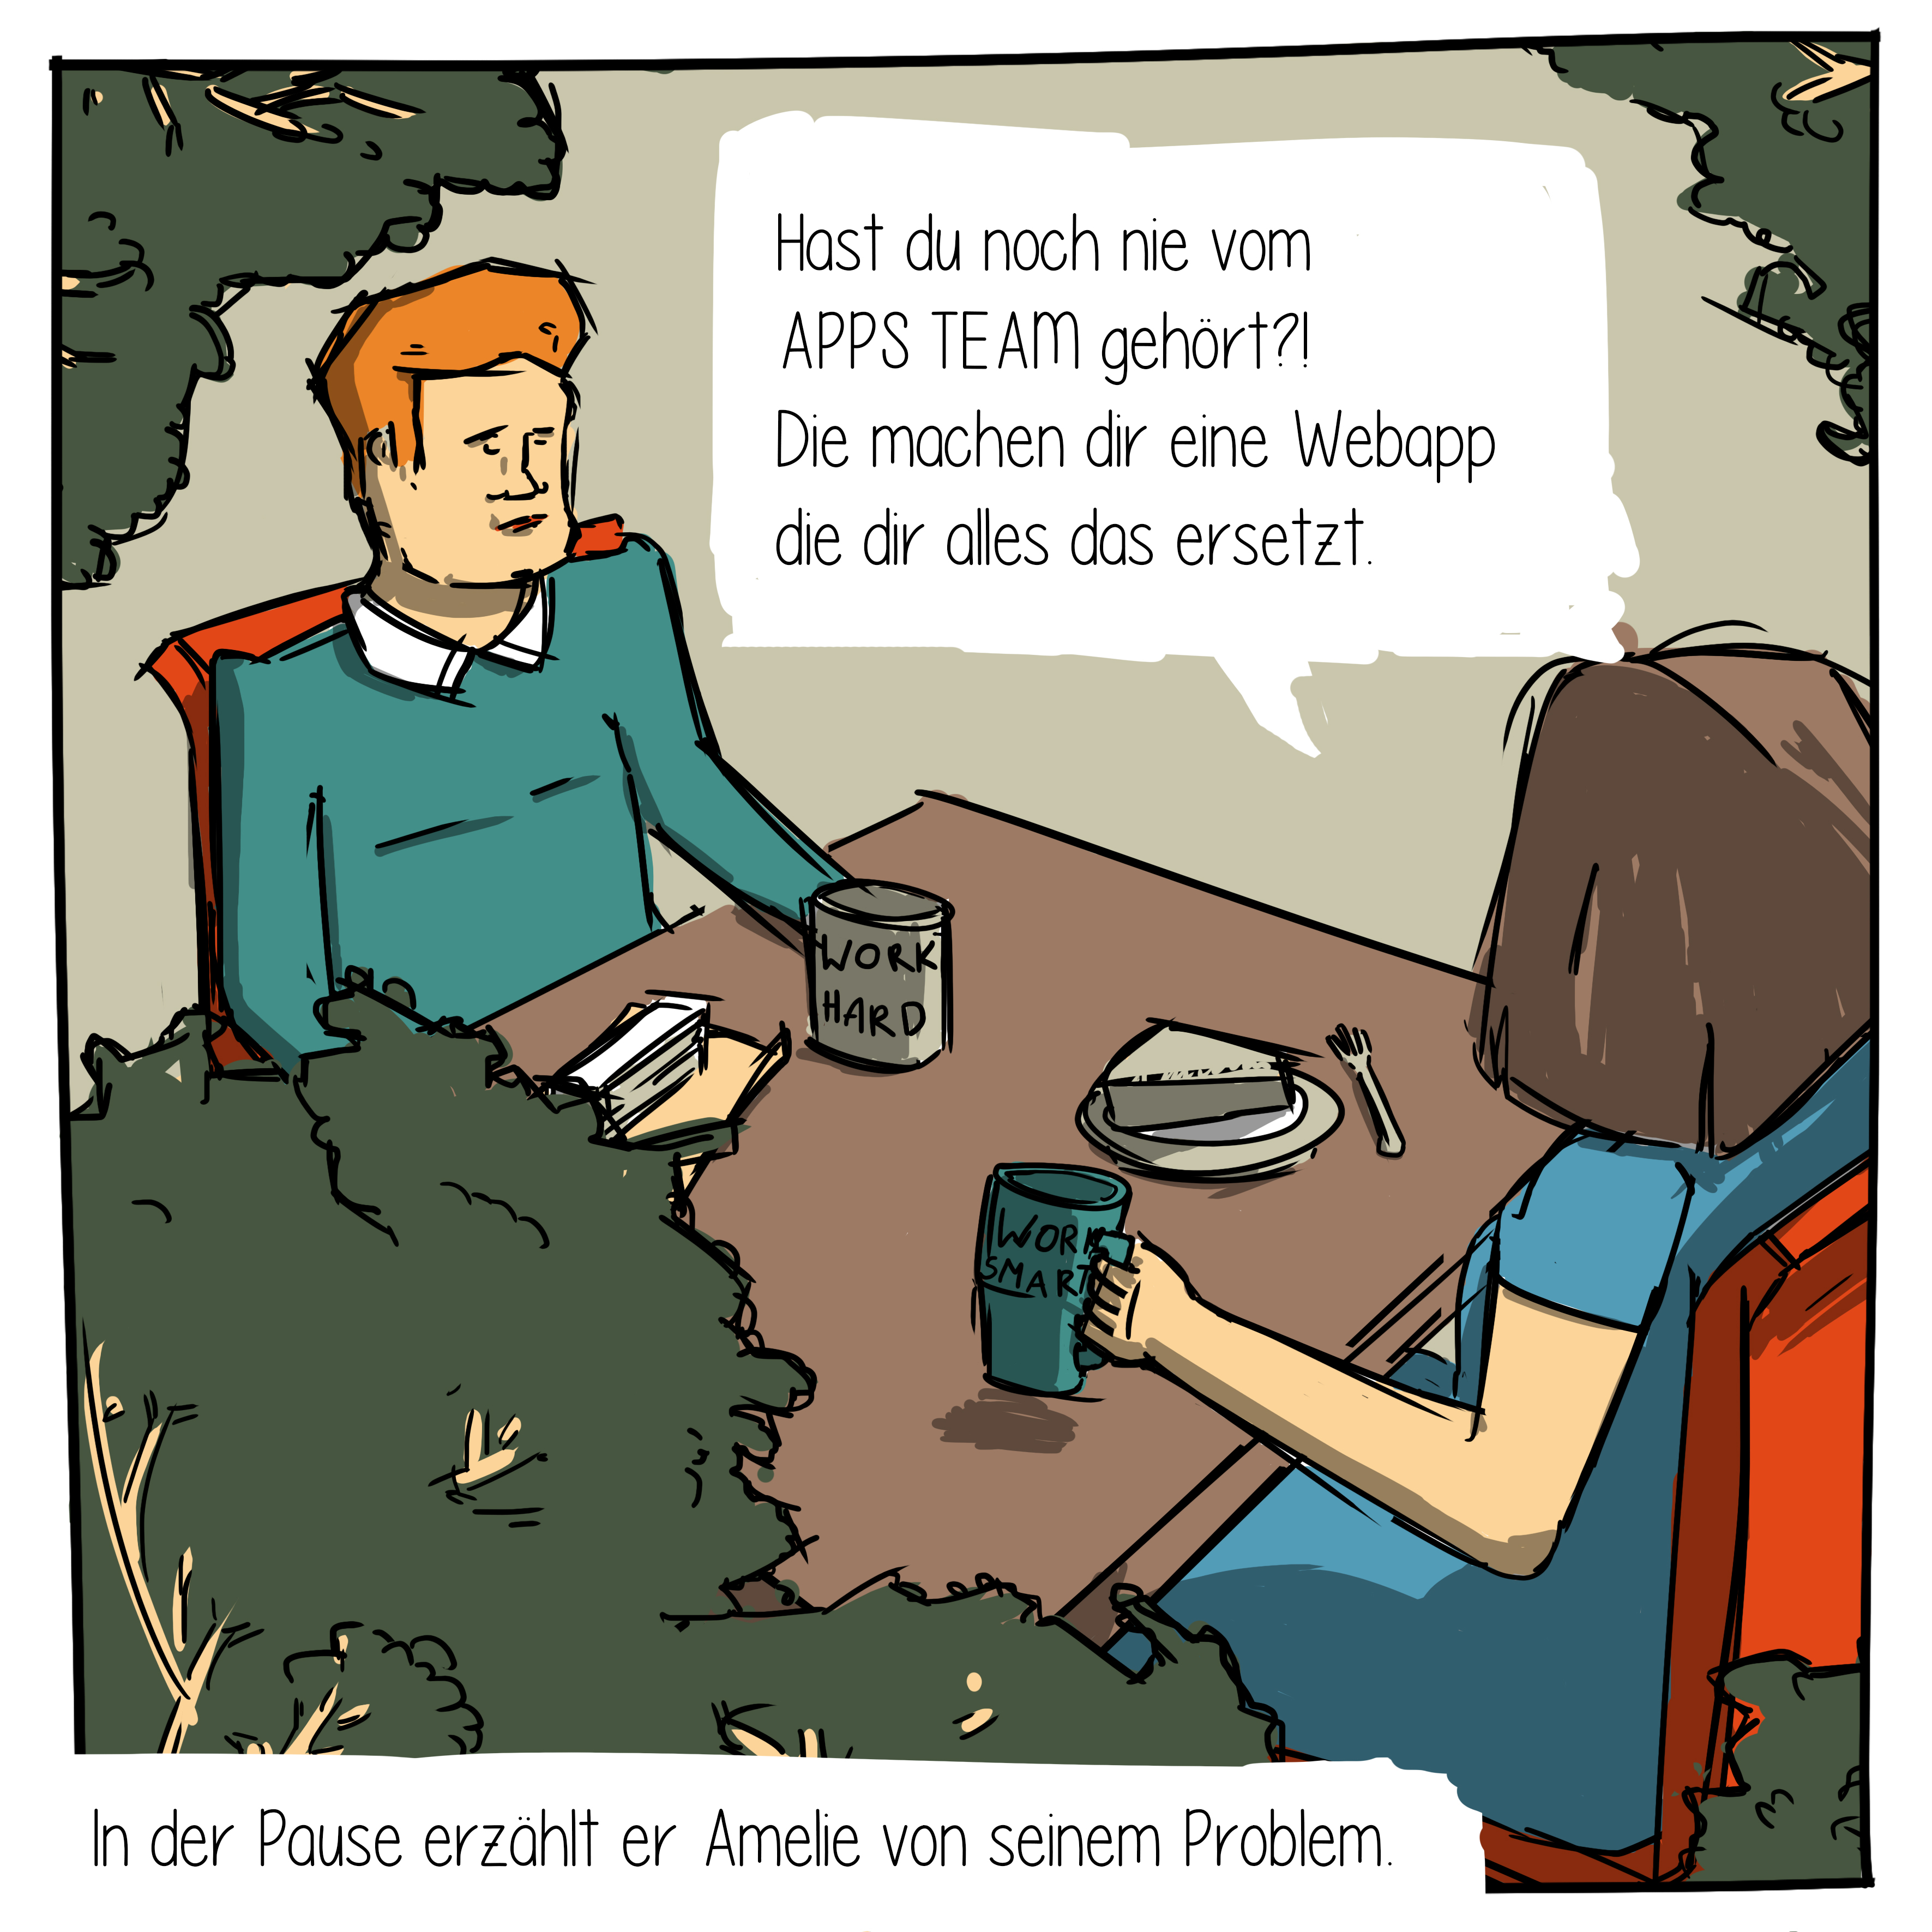 Hast du noch nie vom
APPS TEAM gehört?!
Die machen dir eine Webapp
die dir alles das ersetzt.
WORK
HARD
WORK
SMART
In der Pause erzählt er Amelie von seinem Problem.